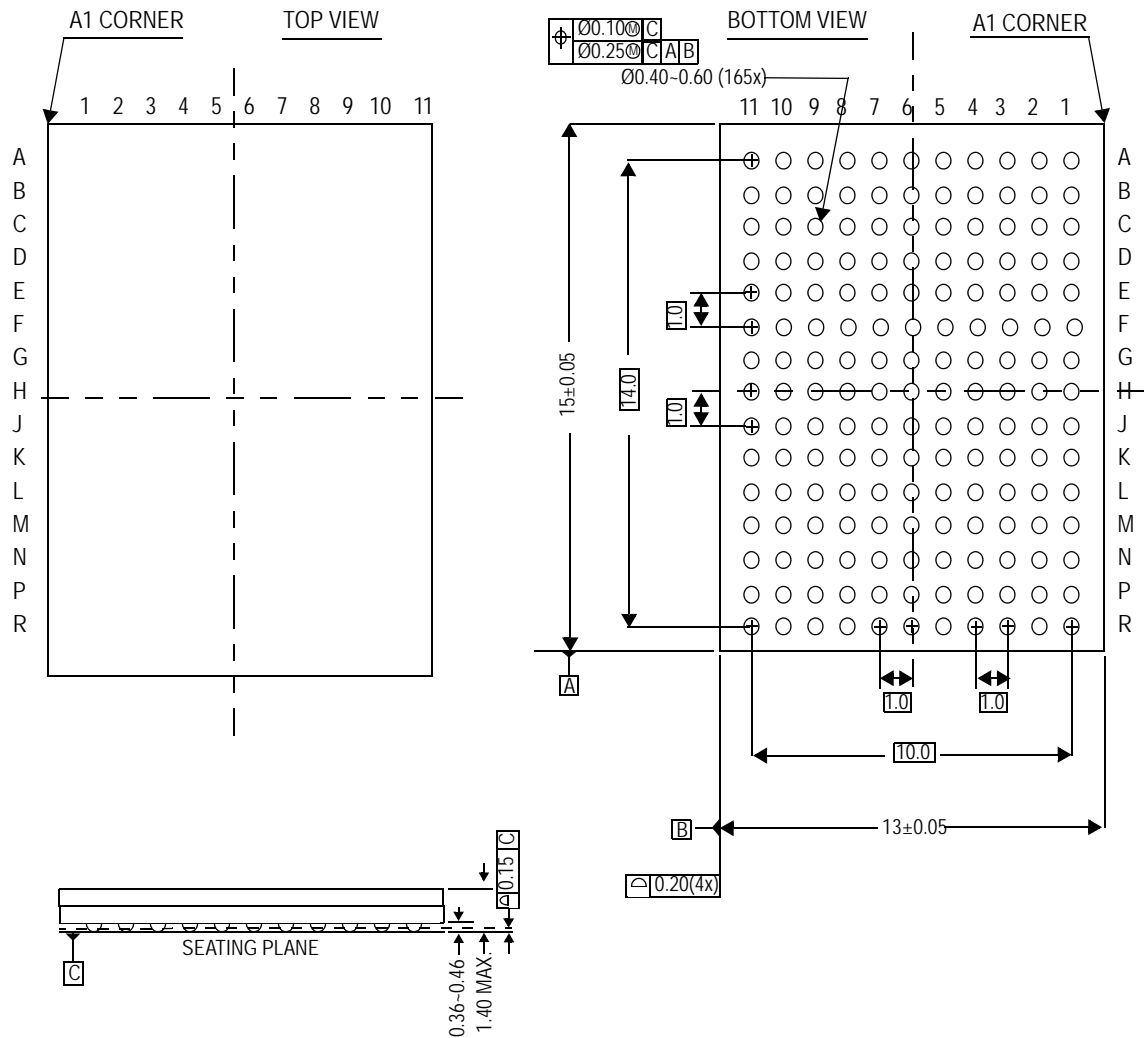 A1 CORNER
TOP VIEW
1 2 3 4 5 6 7 8 9 10 11
A
B
C
D
E
F
G
H
J
K
L
M
N
P
R
Ø0.10Ⓜ C
Ø0.25Ⓜ C A B
BOTTOM VIEW
A1 CORNER
Ø0.40~0.60 (165x)
11 10 9 8 7 6 5 4 3 2 1
A
B
C
D
E
F
G
H
J
K
L
M
N
P
R
15±0.05
14.0
1.0
1.0
A
1.0
1.0
10.0
B
13±0.05
0.20(4x)
0.15 C
SEATING PLANE
C
0.36~0.46
1.40 MAX.